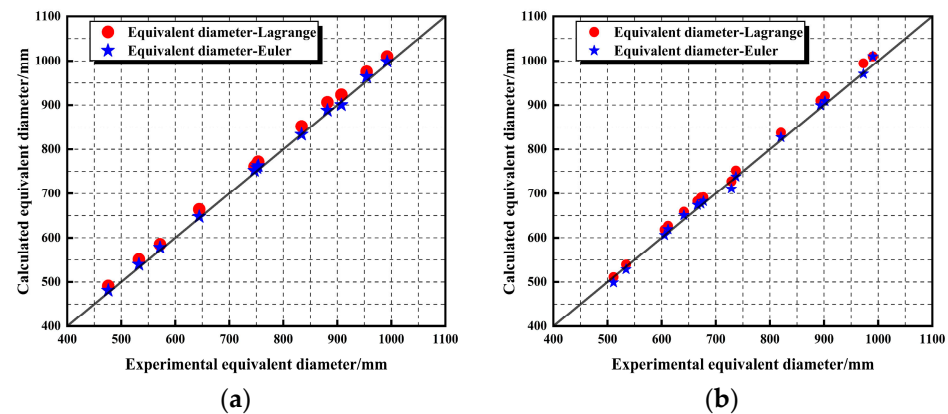 1100
1000
900
800
700
600
500
400
Calculated equivalent diameter/mm
Equivalent diameter-Lagrange
Equivalent diameter-Euler
400 500 600 700 800 900 1000 1100
Experimental equivalent diameter/mm
(a)
1100
1000
900
800
700
600
500
400
Calculated equivalent diameter/mm
Equivalent diameter-Lagrange
Equivalent diameter-Euler
400 500 600 700 800 900 1000 1100
Experimental equivalent diameter/mm
(b)